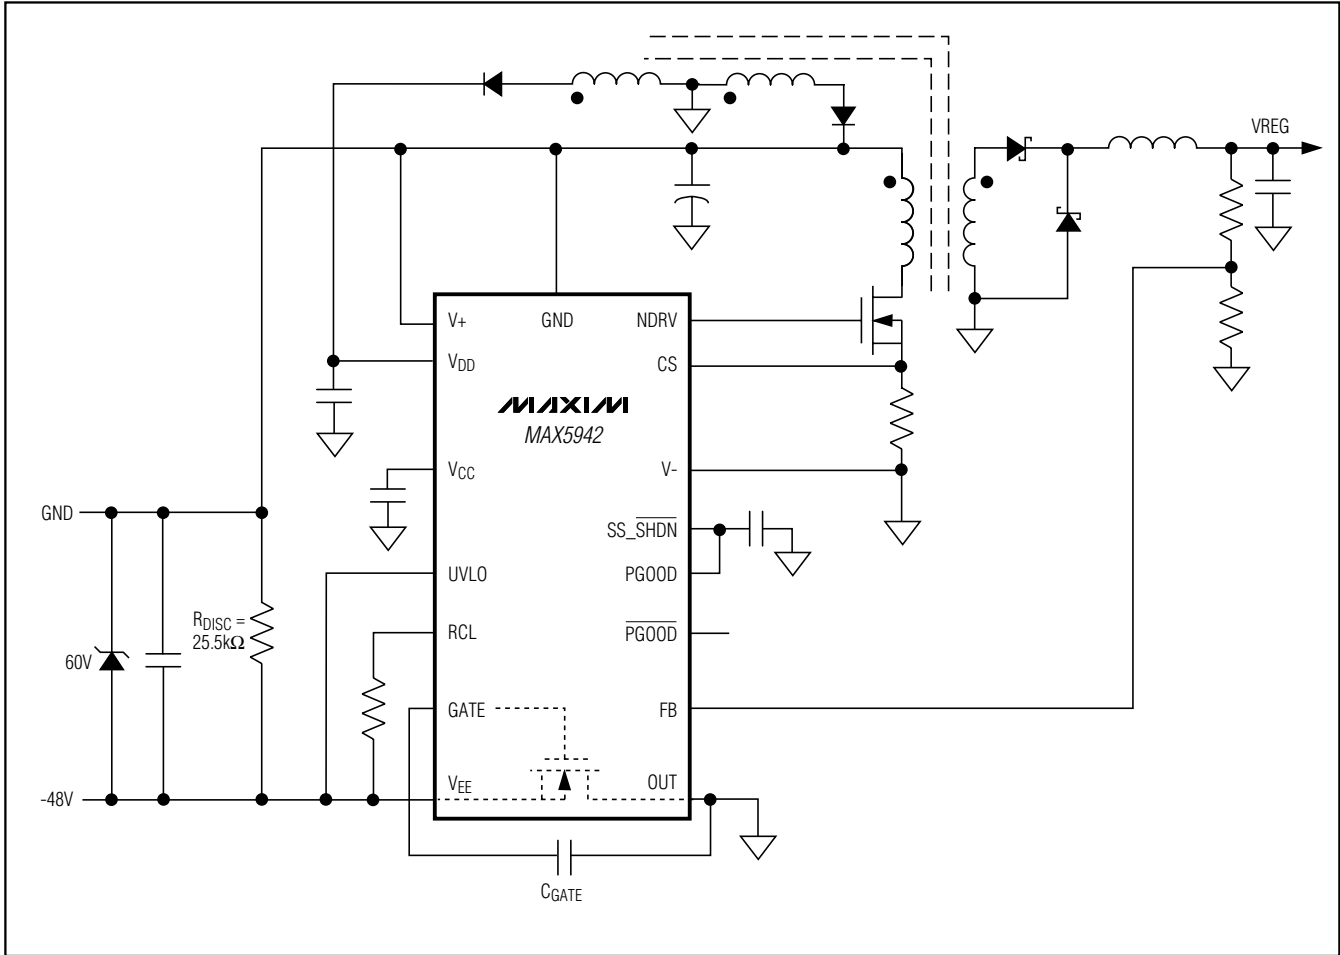 VREG
V+
GND
NDRV
VDD
CS
MAXIM
MAX5942
VCC
V-
GND
SS_SHDN
UVLO
PGOOD
RDISC =
25.5kΩ
RCL
PGOOD
60V
GATE
FB
VEE
OUT
-48V
CGATE